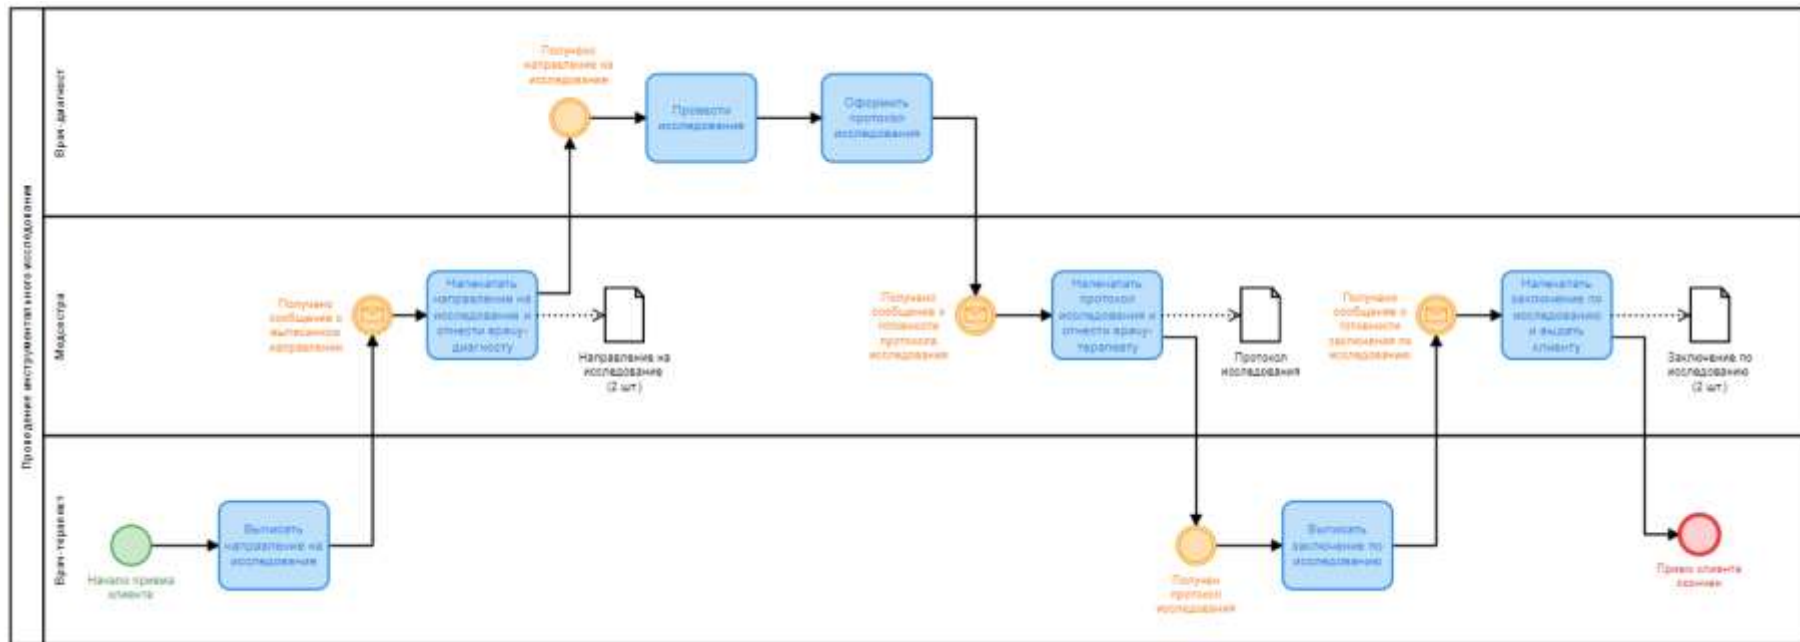 Проведение инструментального исследования
Врач-диагност
Получено
направление на
исследование
Провести
исследование
Оформить
протокол
исследования
Медсестра
Получено
сообщение о
выписанном
направлении
Напечатать
направление на
исследование и
отнести врачу-
диагносту
Направление на
исследование
(2 шт.)
Получено
сообщение о
готовности
протокола
исследования
Напечатать
протокол
исследования и
отнести врачу-
терапевту
Протокол
исследования
Получено
сообщение о
готовности
заключения по
исследованию
Напечатать
заключение по
исследованию
и выдать
клиенту
Заключение по
исследованию
(2 шт.)
Врач-терапевт
Начало приема
клиента
Выписать
направление на
исследование
Получен
протокол
исследования
Выписать
заключение по
исследованию
Прием клиента
окончен